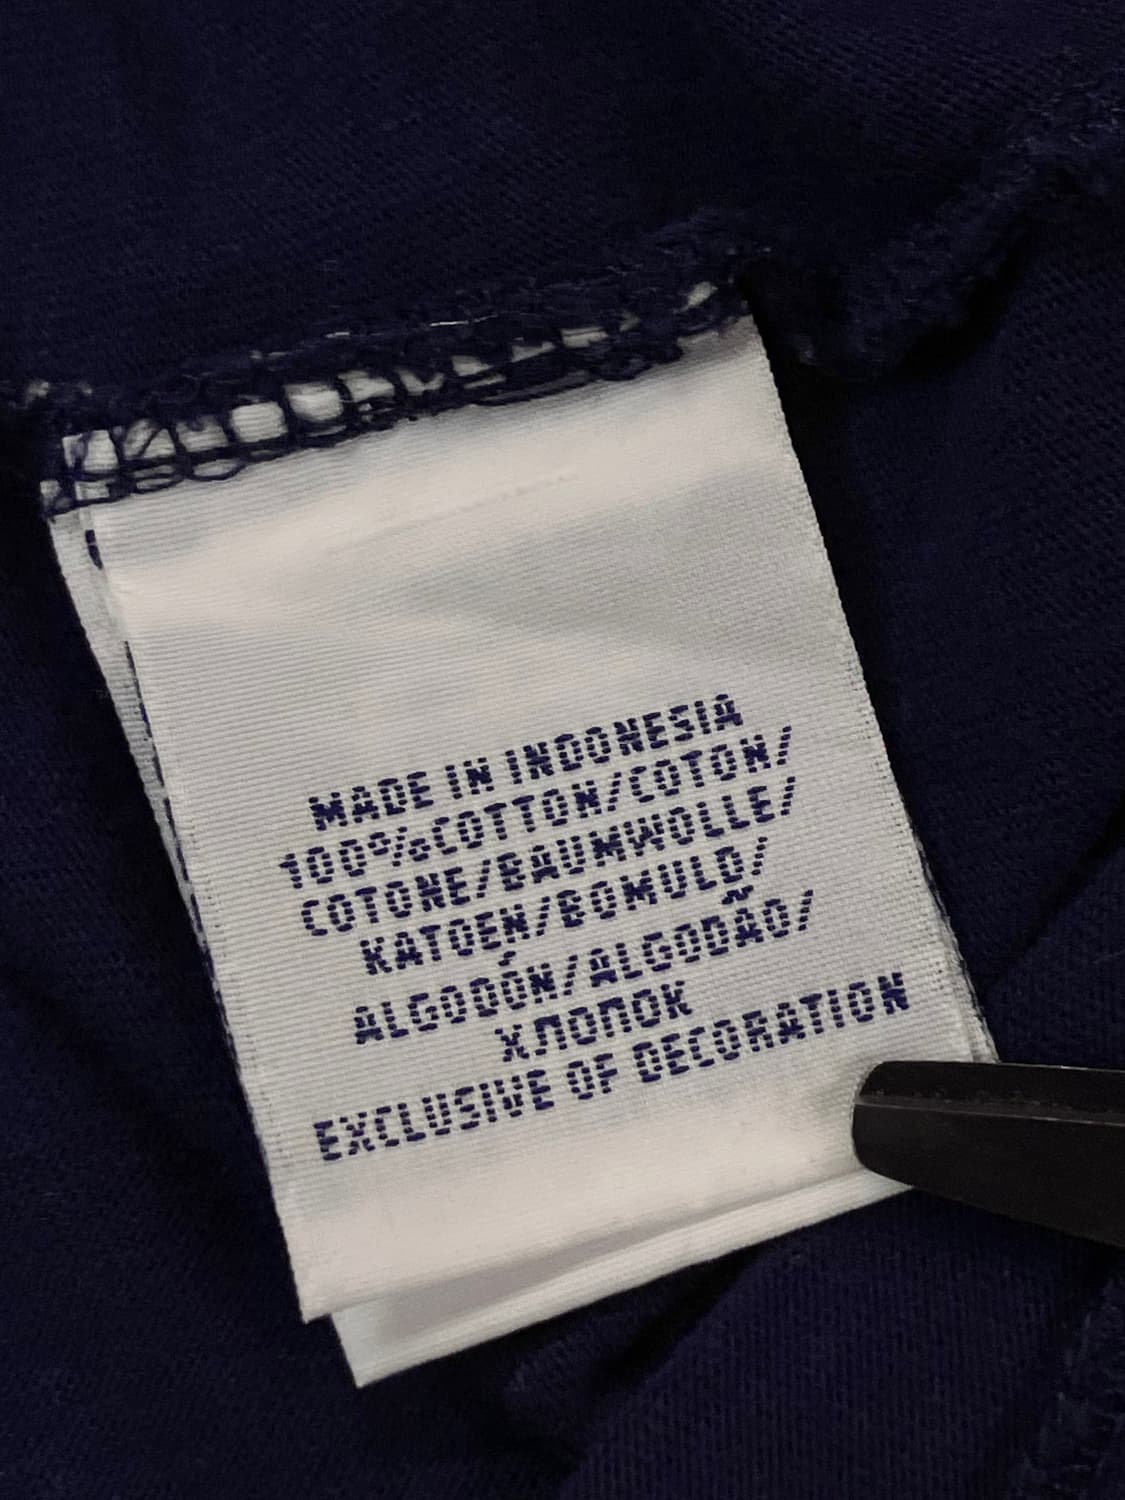 MADE IN INDONESIA
100%COTTON/COTON/
COTONE/BAUMWOLLE/
KATOEN/BOMULD/
ALGODÓN/ALGODÃO/
ХЛОПОК
EXCLUSIVE OF DECORATION